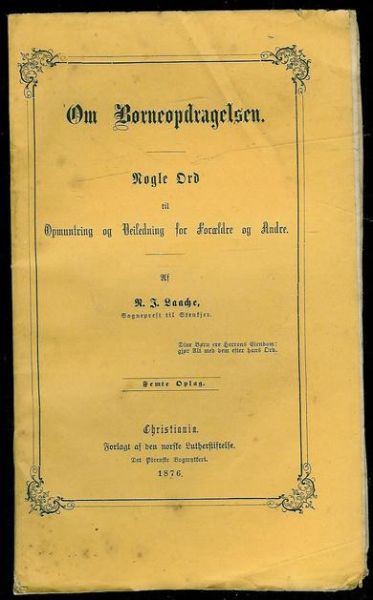 Om Børneopdragelsen.
Nogle Ord
til
Opmuntring og Veiledning for Forældre og Andre.
Af
N. J. Laache,
Sognepræst til Stenkjær.
Dine Børn ere Herrens Eiendom:
gjør Alt med dem efter hans Ord.
Femte Oplag.
Christiania.
Forlagt af den norske Lutherstiftelse.
Det Pöienske Bogtrykkeri.
1876.